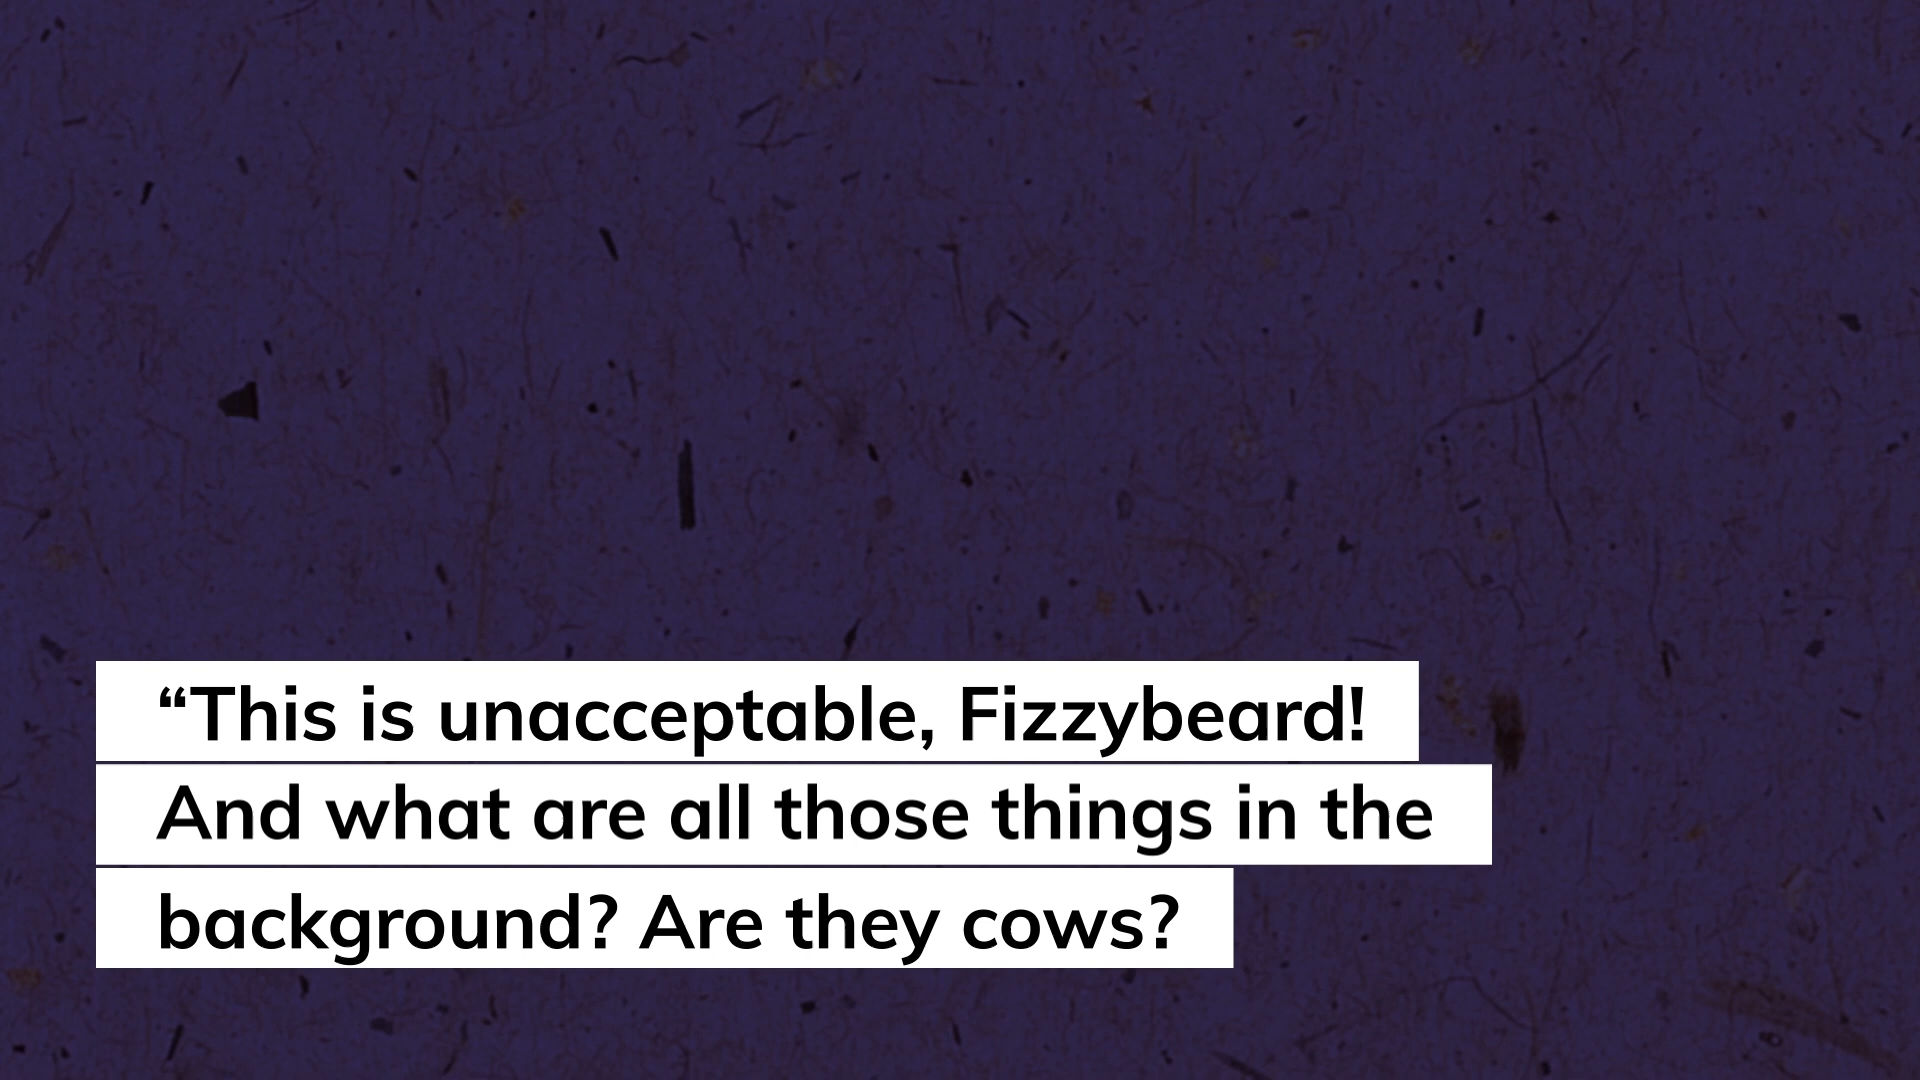 “This is unacceptable, Fizzybeard!
And what are all those things in the
background? Are they cows?